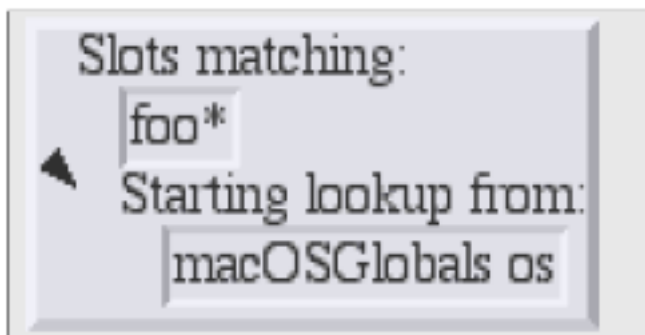 Slots matching:
foo*
Starting lookup from:
macOSGlobals os